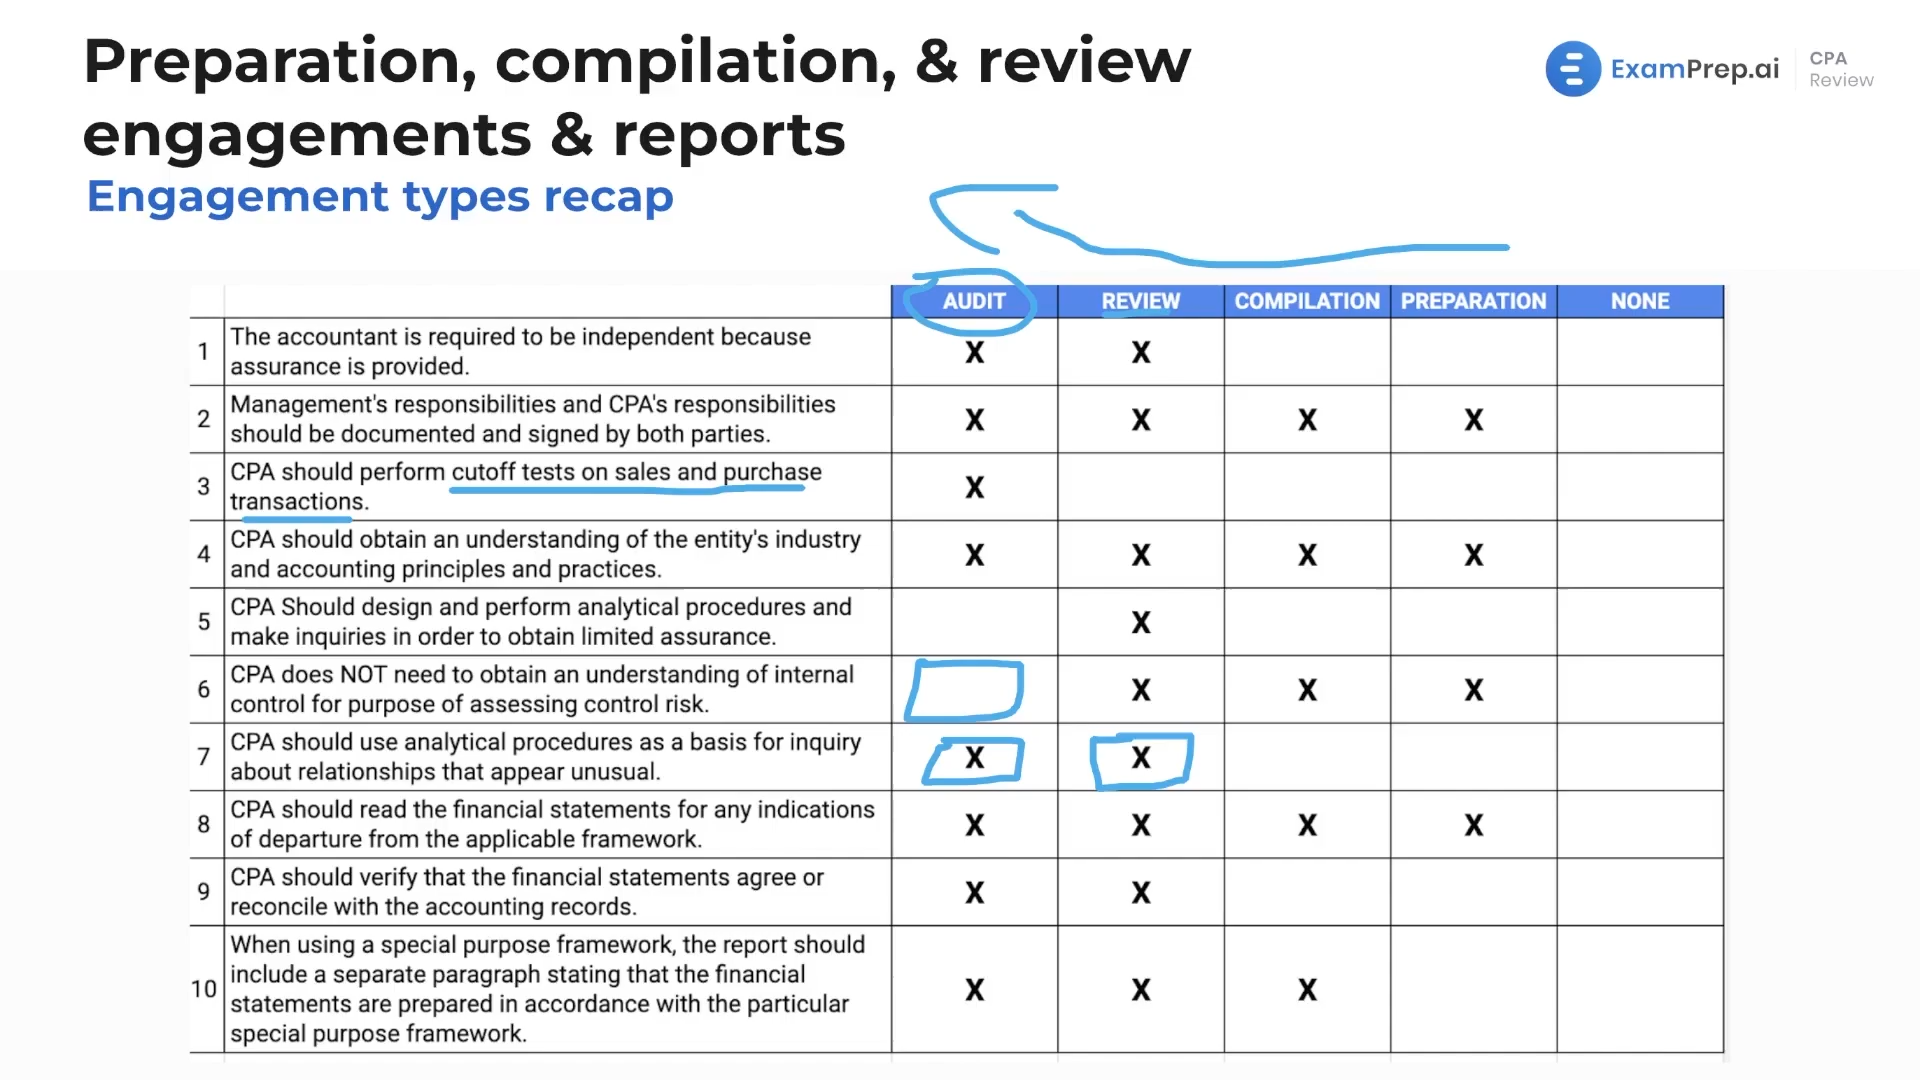 Preparation, compilation, & review
engagements & reports
Engagement types recap
ExamPrep.ai
CPA
Review
AUDIT REVIEW COMPILATION PREPARATION NONE
1 The accountant is required to be independent because
assurance is provided. X X
2 Management's responsibilities and CPA's responsibilities
should be documented and signed by both parties. X X X X
3 CPA should perform cutoff tests on sales and purchase
transactions. X
4 CPA should obtain an understanding of the entity's industry
and accounting principles and practices. X X X X
5 CPA Should design and perform analytical procedures and
make inquiries in order to obtain limited assurance. X
6 CPA does NOT need to obtain an understanding of internal
control for purpose of assessing control risk. X X X
7 CPA should use analytical procedures as a basis for inquiry
about relationships that appear unusual. X X
8 CPA should read the financial statements for any indications
of departure from the applicable framework. X X X X
9 CPA should verify that the financial statements agree or
reconcile with the accounting records. X X
10 When using a special purpose framework, the report should
include a separate paragraph stating that the financial
statements are prepared in accordance with the particular
special purpose framework. X X X